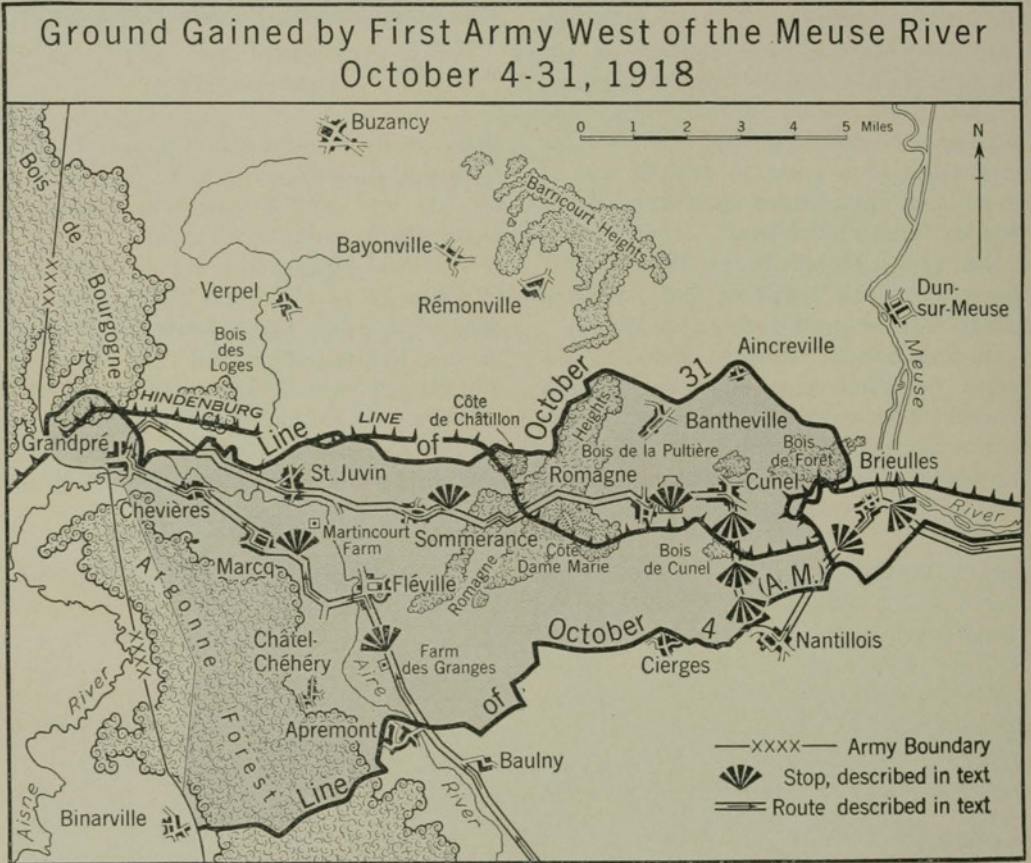 Ground Gained by First Army West of the Meuse River
October 4-31, 1918
Buzancy
0 1 2 3 4 5 Miles
N
Bois
de
Bourgogne
XXXX
Barricourt Heights
Bayonville
Verpel
Rémonville
Dun-
sur-Meuse
Meuse
Bois
des
Loges
Aincreville
HINDENBURG
LINE
Line
of
October
31
Côte
de Châtillon
Heights
Bantheville
Bois de la Pultière
Bois
de Forêt
Grandpré
St. Juvin
Romagne
Cunel
Brieulles
River
Chevières
Martincourt
Farm
Sommerance
Côte
Dame Marie
Bois
de Cunel
(A.M.)
Marcq
Fléville
Romagne
Argonne
Forest
XXXX
Châtel-
Chéhéry
Aire
Farm
des Granges
October
4
Cierges
Nantillois
River
Aisne
Apremont
of
Line
Baulny
River
Binarville
XXXX Army Boundary
Stop, described in text
Route described in text